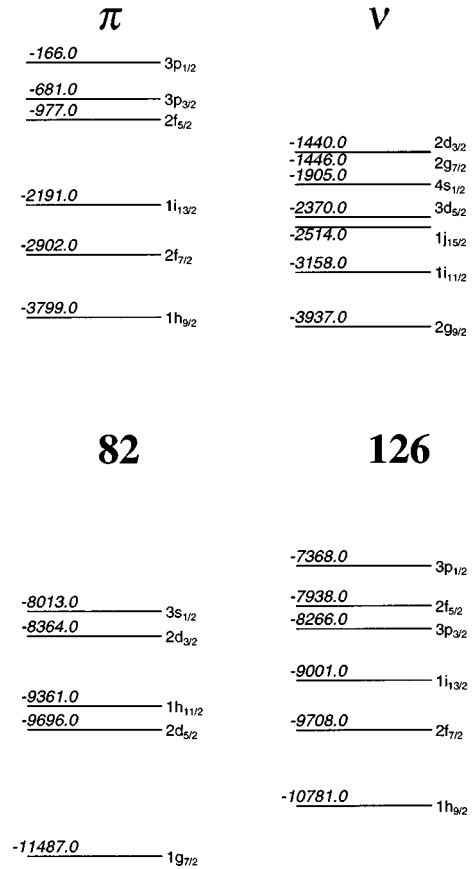 π ν
-166.0 3p1/2
-681.0 3p3/2
-977.0 2f5/2
-2191.0 1i13/2
-2902.0 2f7/2
-3799.0 1h9/2
-1440.0 2d3/2
-1446.0 2g7/2
-1905.0 4s1/2
-2370.0 3d5/2
-2514.0 1j15/2
-3158.0 1i11/2
-3937.0 2g9/2
82 126
-8013.0 3s1/2
-8364.0 2d3/2
-9361.0 1h11/2
-9696.0 2d5/2
-11487.0 1g7/2
-7368.0 3p1/2
-7938.0 2f5/2
-8266.0 3p3/2
-9001.0 1i13/2
-9708.0 2f7/2
-10781.0 1h9/2